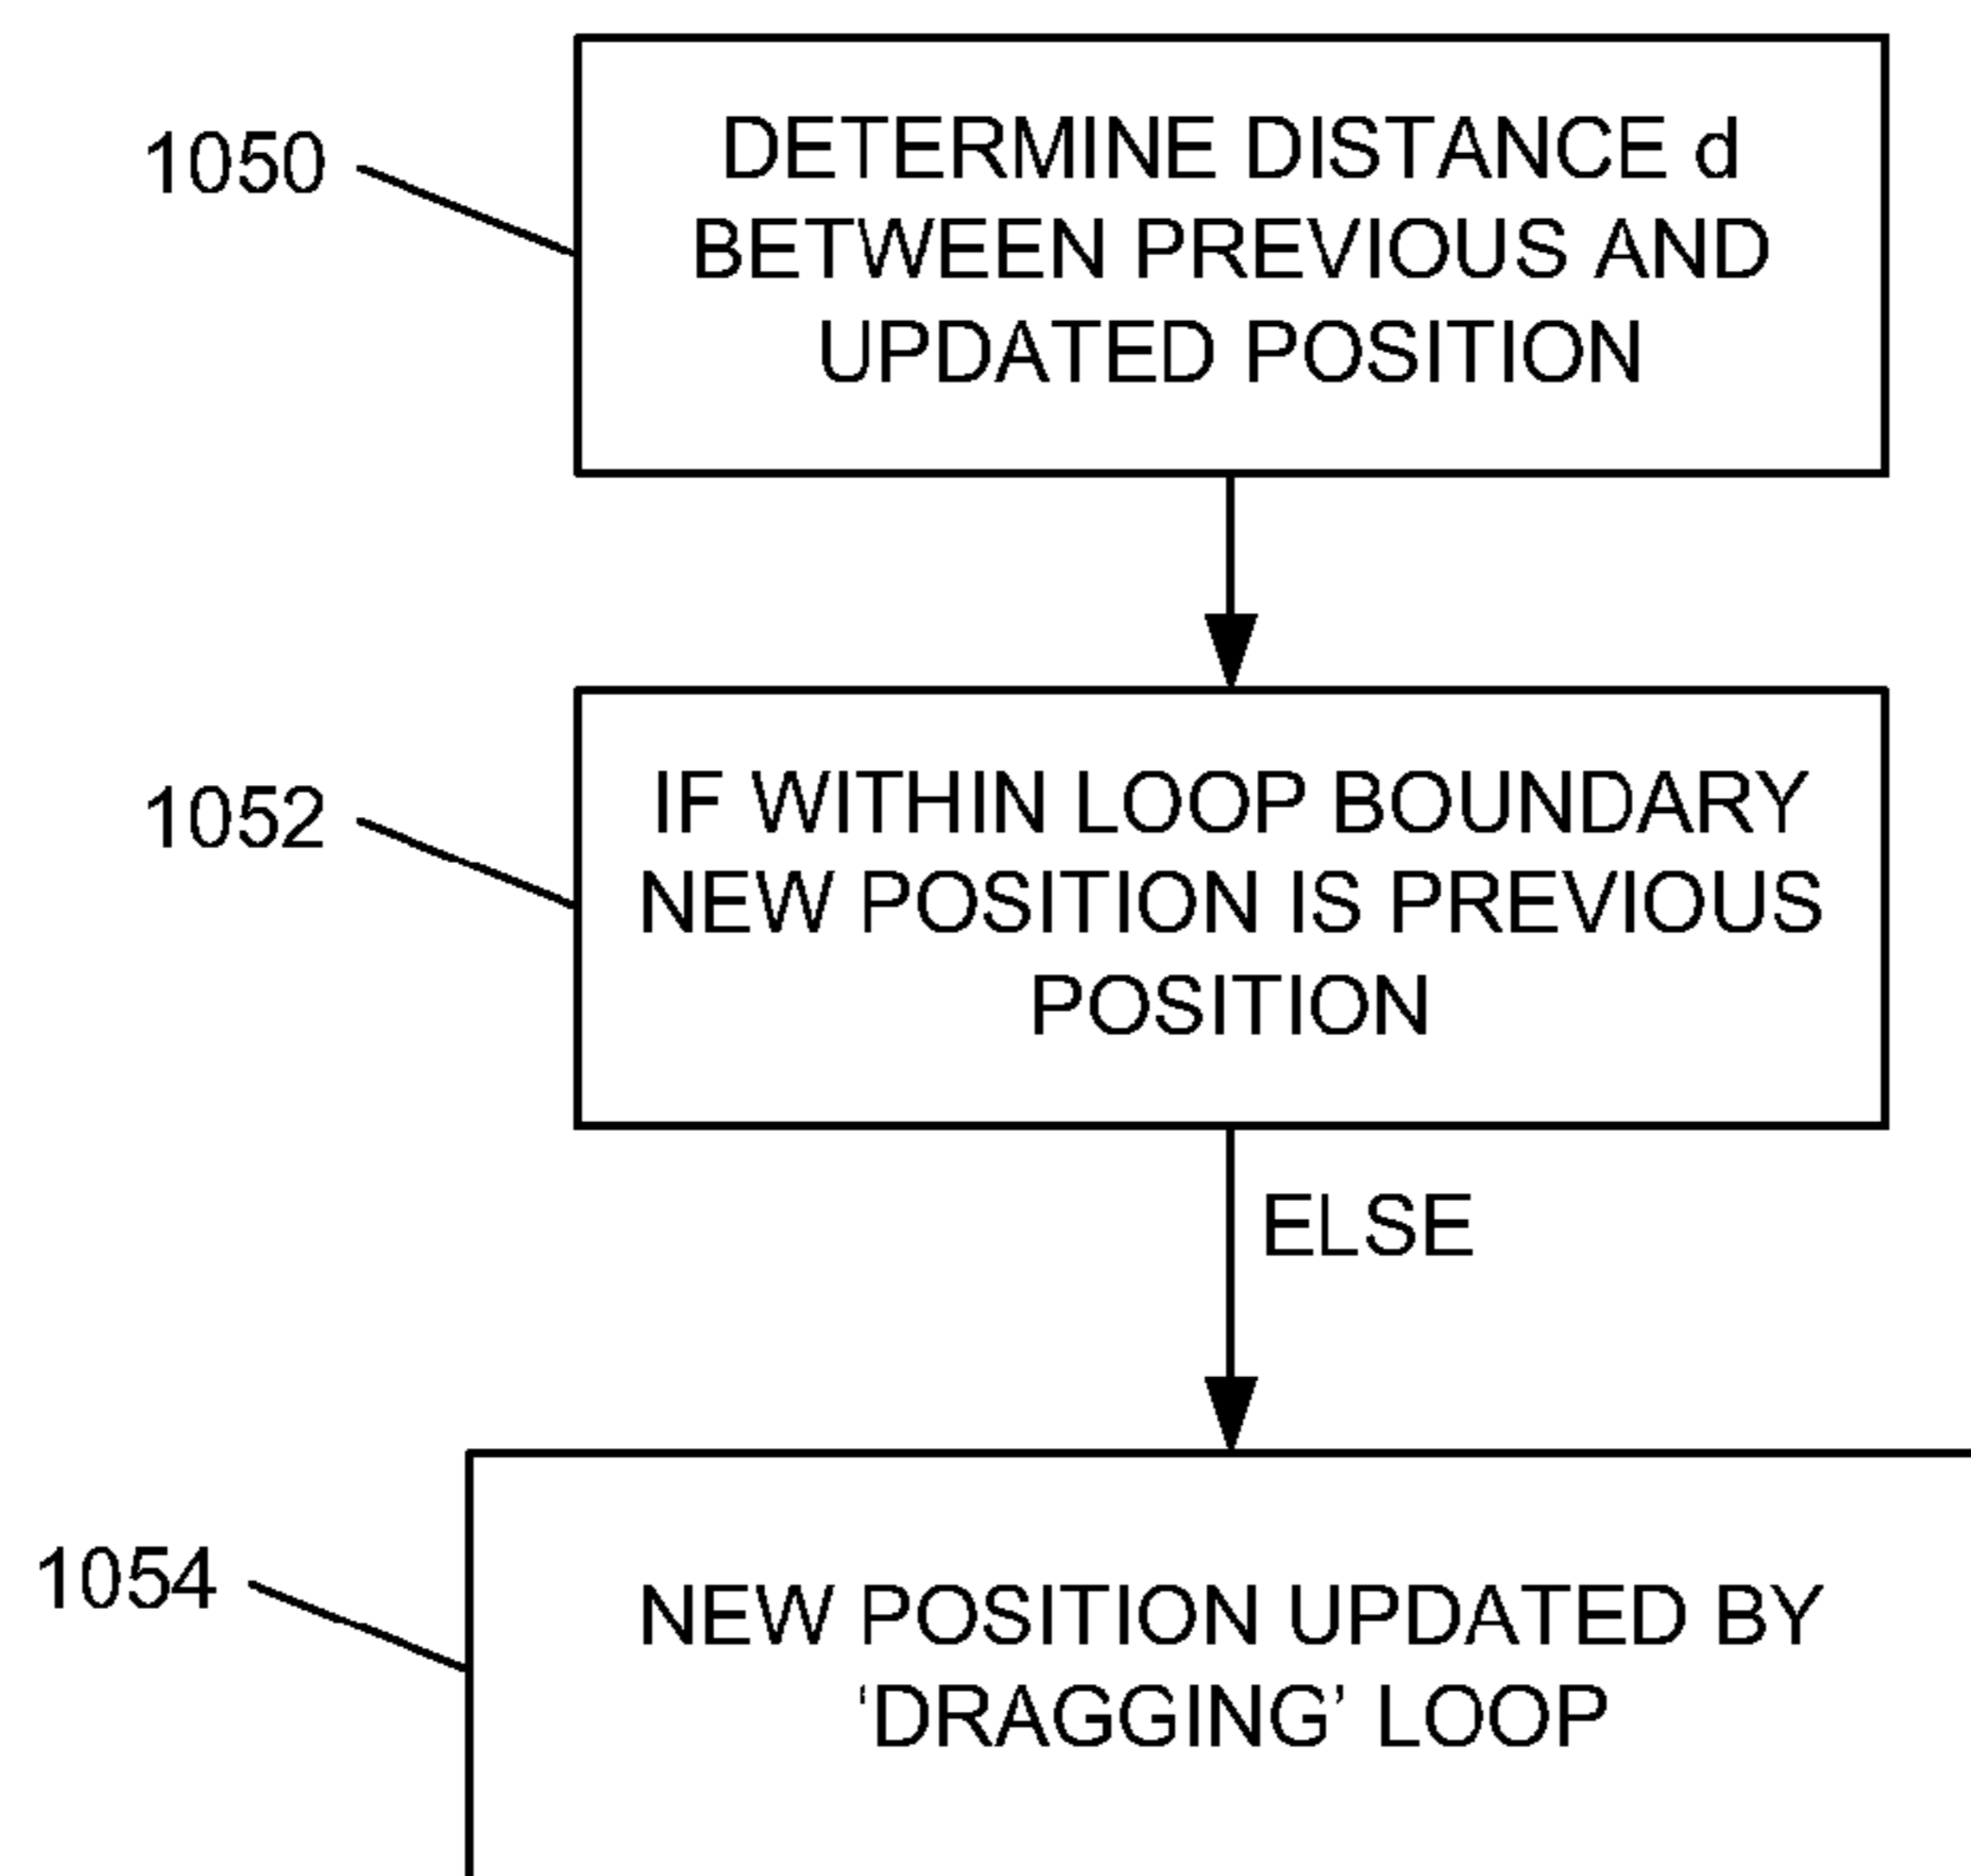 1050
DETERMINE DISTANCE d
BETWEEN PREVIOUS AND
UPDATED POSITION
1052
IF WITHIN LOOP BOUNDARY
NEW POSITION IS PREVIOUS
POSITION
ELSE
1054
NEW POSITION UPDATED BY
‘DRAGGING’ LOOP